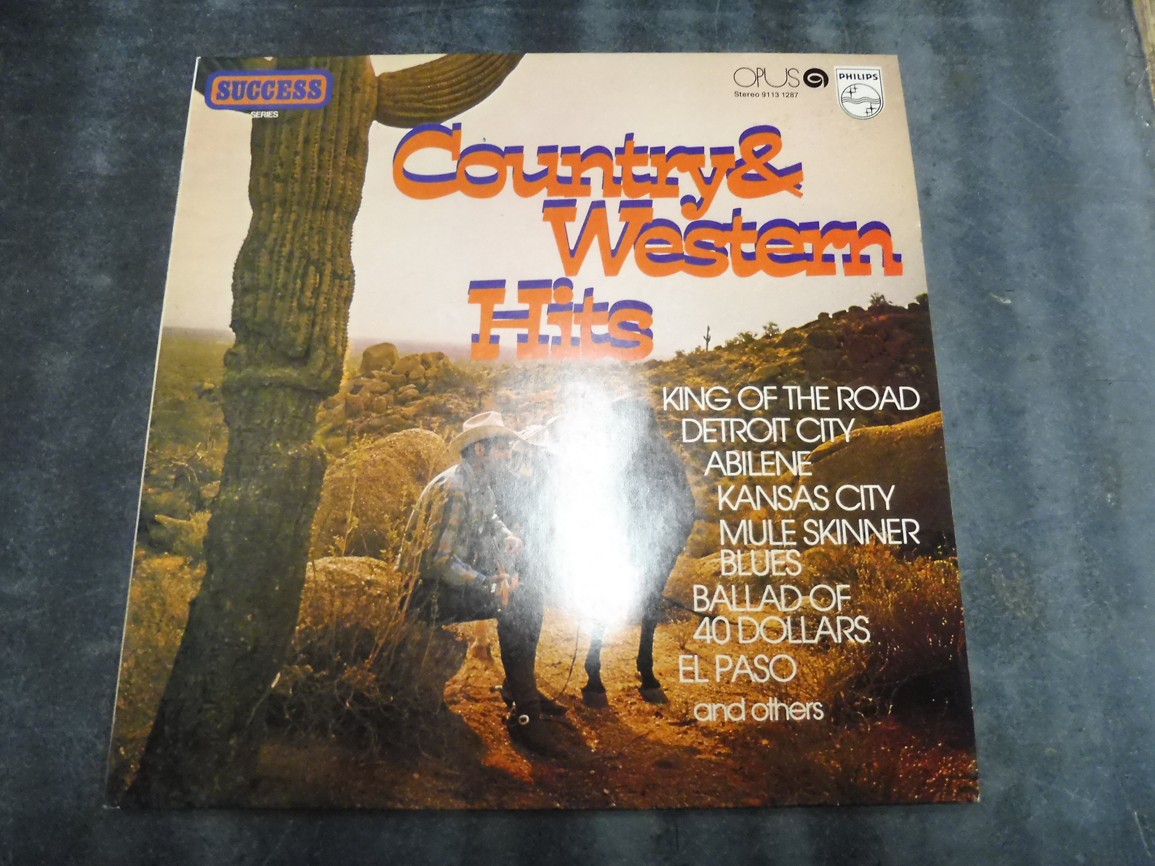 SUCCESS
SERIES
OPUS
Stereo 9113 1287
PHILIPS
Country &
Western
Hits
KING OF THE ROAD
DETROIT CITY
ABILENE
KANSAS CITY
MULE SKINNER
BLUES
BALLAD OF
40 DOLLARS
EL PASO
and others